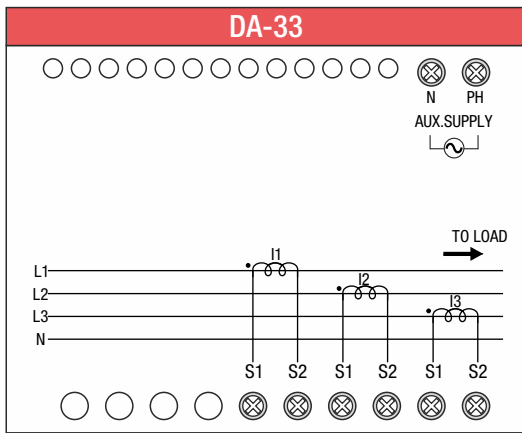 DA-33
N PH
AUX.SUPPLY
TO LOAD
I1
L1
I2
L2
I3
L3
N
S1 S2 S1 S2 S1 S2